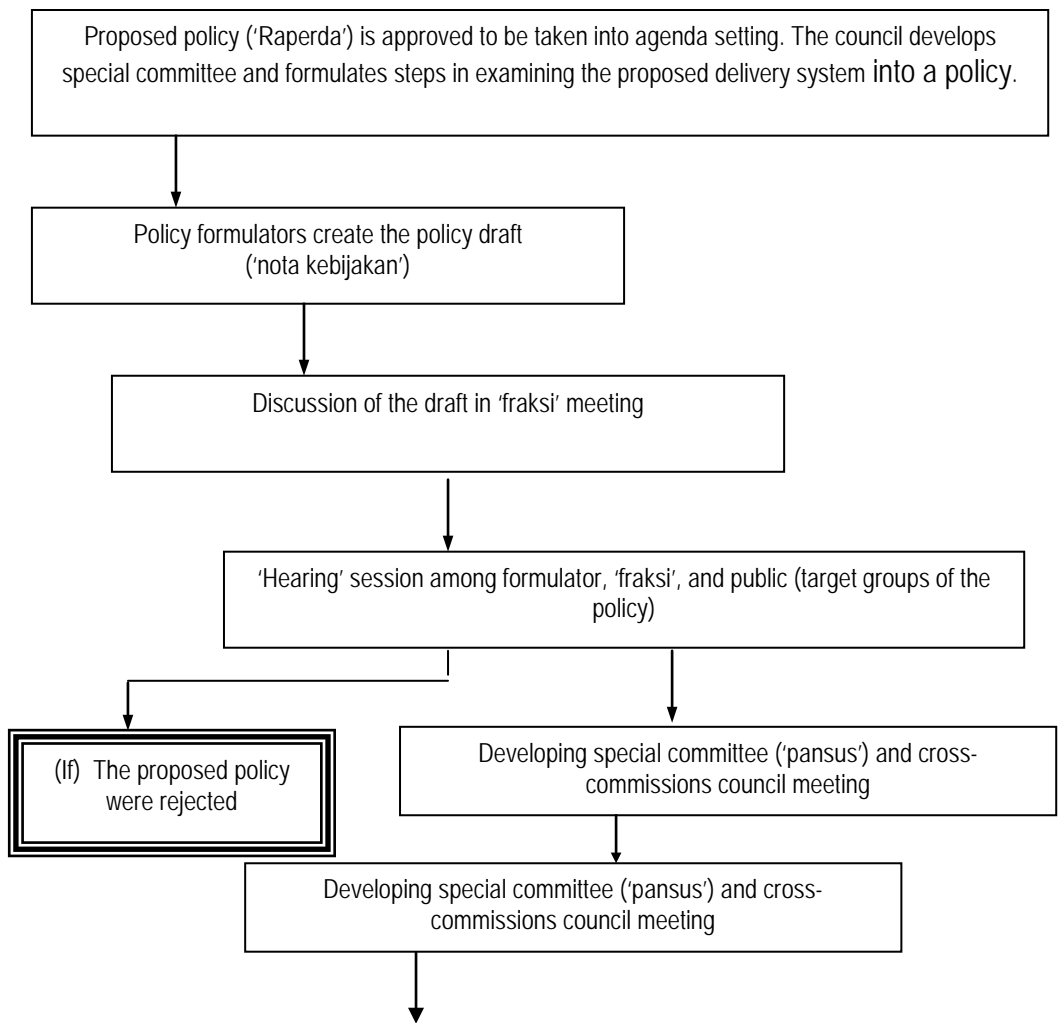 Proposed policy (‘Raperda’) is approved to be taken into agenda setting. The council develops
special committee and formulates steps in examining the proposed delivery system into a policy.
Policy formulators create the policy draft
(‘nota kebijakan’)
Discussion of the draft in ‘fraksi’ meeting
‘Hearing’ session among formulator, ‘fraksi’, and public (target groups of the
policy)
(If) The proposed policy
were rejected
Developing special committee (‘pansus’) and cross-
commissions council meeting
Developing special committee (‘pansus’) and cross-
commissions council meeting